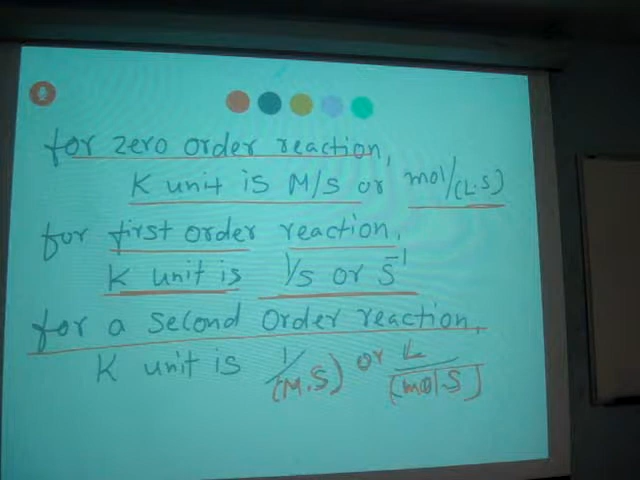 for zero order reaction,
K unit is M/S or mol/(L.S)
for first order reaction,
K unit is 1/s or S⁻¹
for a second order reaction,
K unit is 1/(M.S) or L/(mol.S)